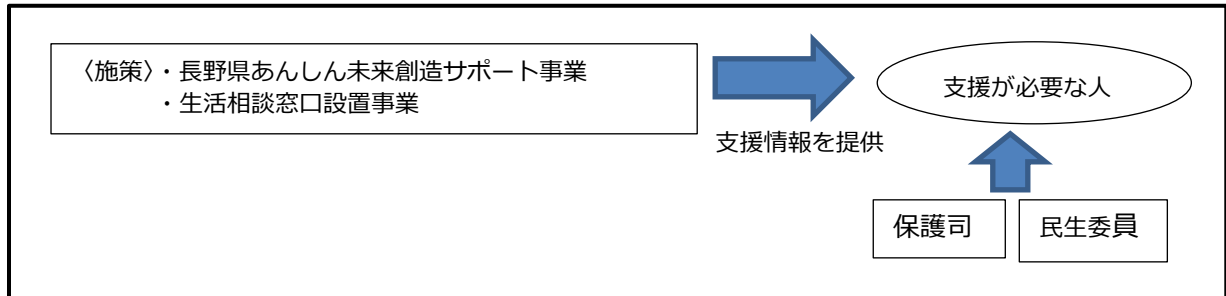 〈施策〉・長野県あんしん未来創造サポート事業
・生活相談窓口設置事業
支援が必要な人
支援情報を提供
保護司
民生委員